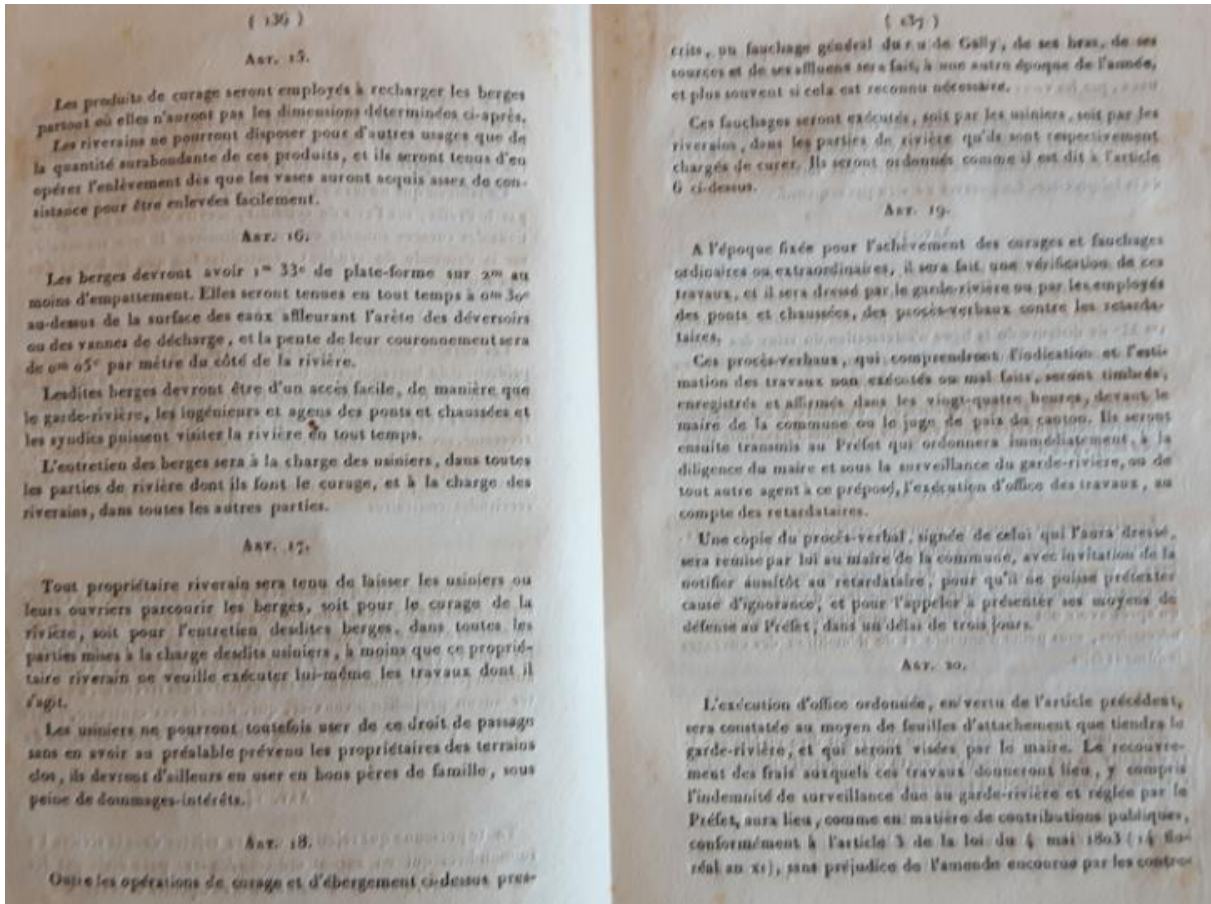 ( 136 )
ART. 15.
Les produits de curage seront employés à recharger les berges
partout où elles n'auront pas les dimensions déterminées ci-après.
Les riverains ne pourront disposer pour d'autres usages que de
la quantité surabondante de ces produits, et ils seront tenus d'en
opérer l'enlèvement dès que les vases auront acquis assez de con-
sistance pour être enlevées facilement.
ART. 16.
Les berges devront avoir 1m 33c de plate-forme sur 2m au
moins d'empattement. Elles seront tenues en tout temps à 0m 30c
au-dessus de la surface des eaux affleurant l'arète des déversoirs
ou des vannes de décharge, et la pente de leur couronnement sera
de 0m 05c par mètre du côté de la rivière.
Lesdites berges devront être d'un accès facile, de manière que
le garde-rivière, les ingénieurs et agens des ponts et chaussées et
les syndics puissent visiter la rivière en tout temps.
L'entretien des berges sera à la charge des usiniers, dans toutes
les parties de rivière dont ils font le curage, et à la charge des
riverains, dans toutes les autres parties.
ART. 17.
Tout propriétaire riverain sera tenu de laisser les usiniers ou
leurs ouvriers parcourir les berges, soit pour le curage de la
rivière, soit pour l'entretien desdites berges, dans toutes les
parties mises à la charge desdits usiniers, à moins que ce proprié-
taire riverain ne veuille exécuter lui-même les travaux dont il
s'agit.
Les usiniers ne pourront toutefois user de ce droit de passage
sans en avoir au préalable prévenu les propriétaires des terrains
clos, ils devront d'ailleurs en user en bons pères de famille, sous
peine de dommages-intérêts.
ART. 18.
Outre les opérations de curage et d'ébergement ci-dessus pres-
( 137 )
crits, un fauchage général du ru de Gally, de ses bras, de ses
sources et de ses affluens sera fait, à une autre époque de l'année,
et plus souvent si cela est reconnu nécessaire.
Ces fauchages seront exécutés, soit par les usiniers, soit par les
riverains, dans les parties de rivière qu'ils sont respectivement
chargés de curer. Ils seront ordonnés comme il est dit à l'article
6 ci-dessus.
ART. 19.
A l'époque fixée pour l'achèvement des curages et fauchages
ordinaires ou extraordinaires, il sera fait une vérification de ces
travaux, et il sera dressé par le garde-rivière ou par les employés
des ponts et chaussées, des procès-verbaux contre les retarda-
taires.
Ces procès-verbaux, qui comprendront l'indication et l'esti-
mation des travaux non exécutés ou mal faits, seront timbrés,
enregistrés et affirmés dans les vingt-quatre heures, devant le
maire de la commune ou le juge de paix du canton. Ils seront
ensuite transmis au Préfet qui ordonnera immédiatement, à la
diligence du maire et sous la surveillance du garde-rivière, ou de
tout autre agent à ce préposé, l'exécution d'office des travaux, au
compte des retardataires.
Une copie du procès-verbal, signée de celui qui l'aura dressé,
sera remise par lui au maire de la commune, avec invitation de la
notifier aussitôt au retardataire, pour qu'il ne puisse prétexter
cause d'ignorance, et pour l'appeler à présenter ses moyens de
défense au Préfet, dans un délai de trois jours.
ART. 20.
L'exécution d'office ordonnée, en vertu de l'article précédent,
sera constatée au moyen de feuilles d'attachement que tiendra le
garde-rivière, et qui seront visées par le maire. Le recouvre-
ment des frais auxquels ces travaux donneront lieu, y compris
l'indemnité de surveillance due au garde-rivière et réglée par le
Préfet, aura lieu, comme en matière de contributions publiques,
conformément à l'article 3 de la loi du 4 mai 1803 (14 flo-
réal an XI), sans préjudice de l'amende encourue par les contre-